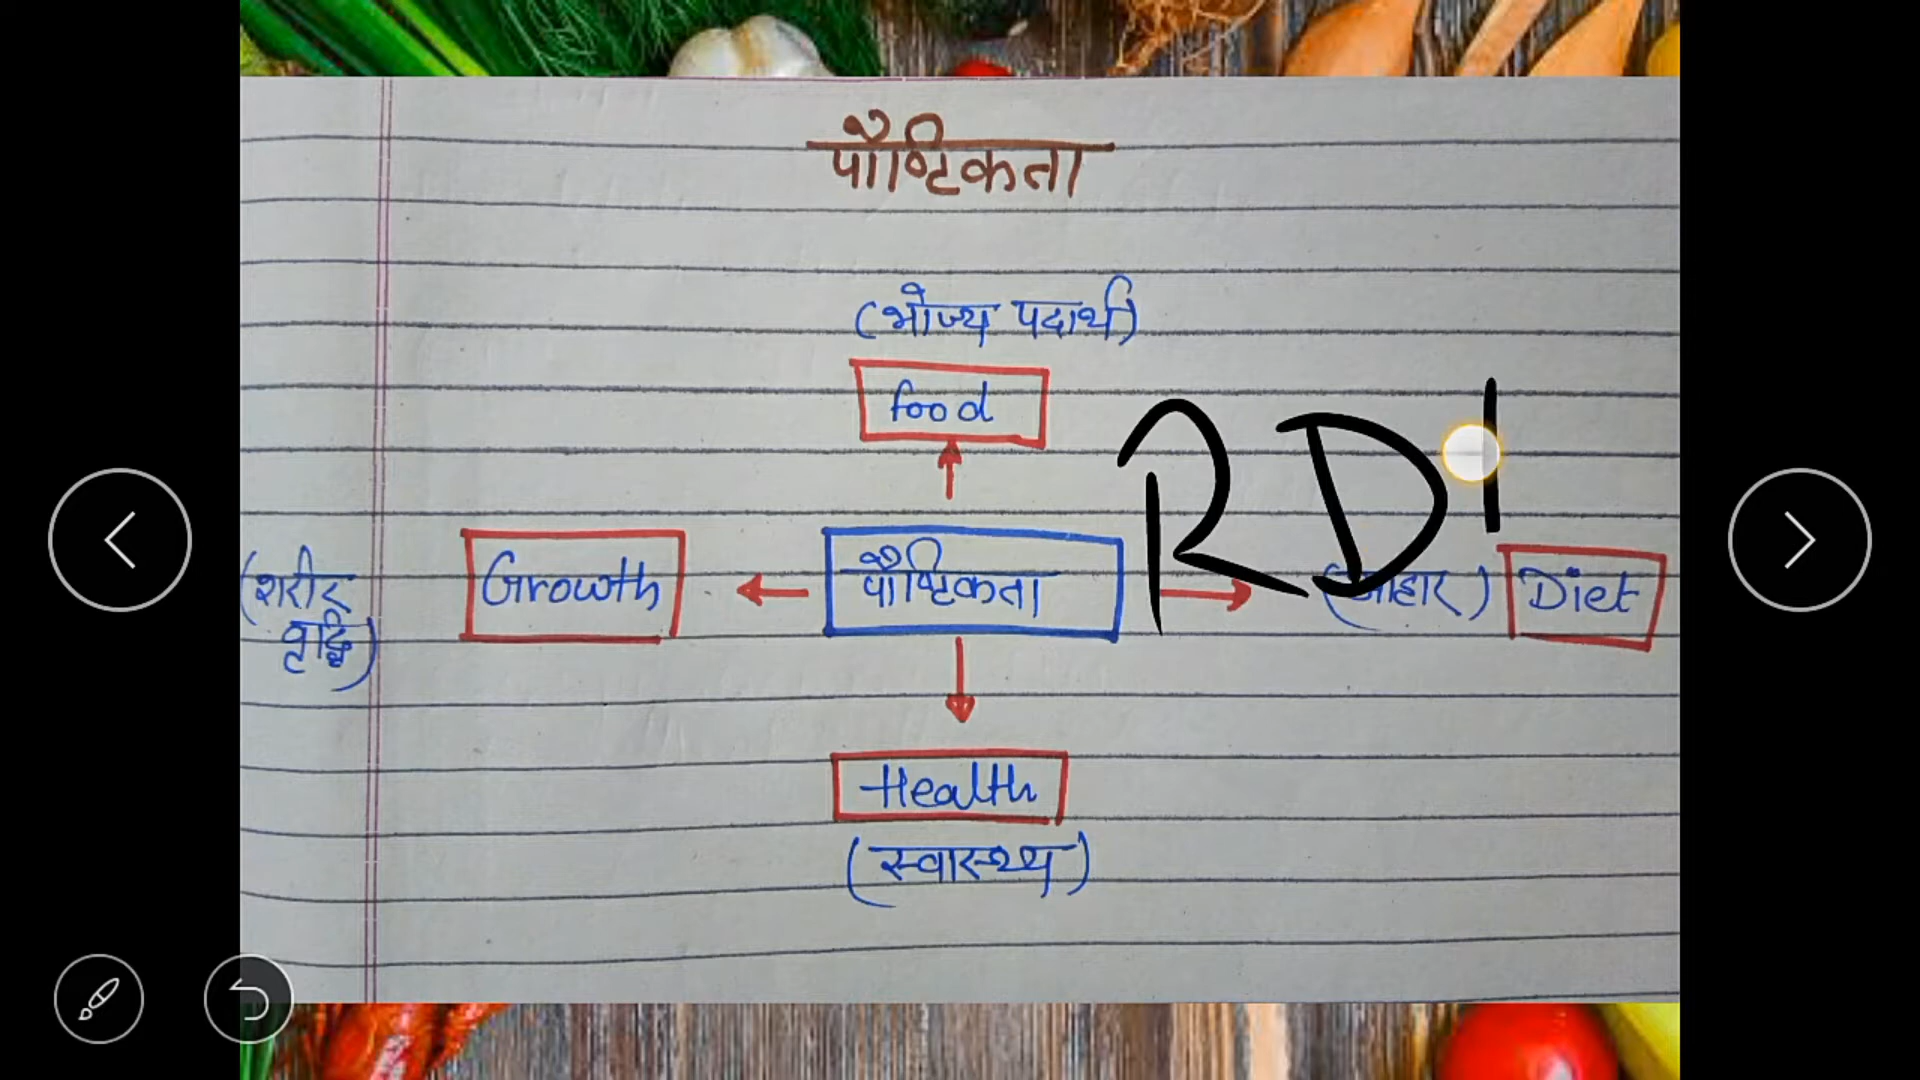 पौष्टिकता
(भोज्य पदार्थ)
food
RDI
(शरीर वृद्धि)
Growth
पौष्टिकता
(आहार)
Diet
Health
(स्वास्थ्य)